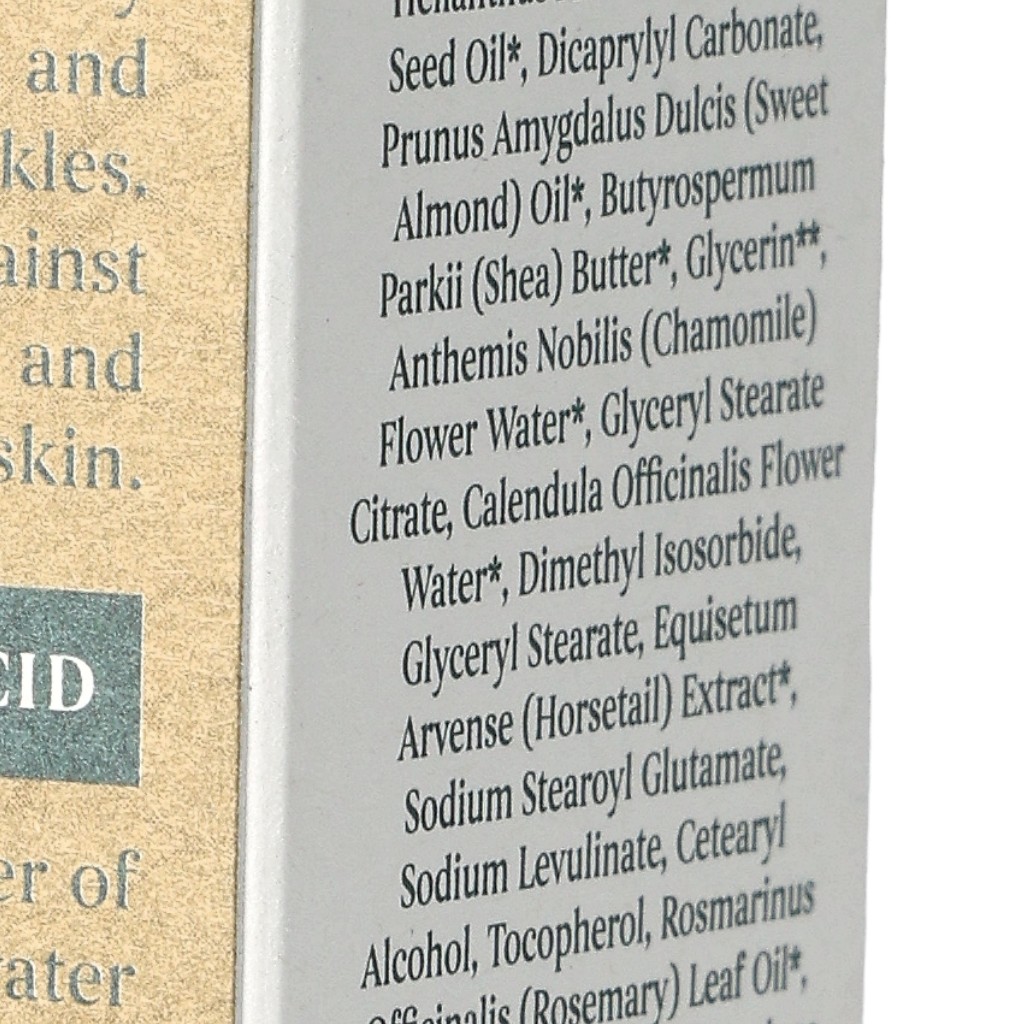 and
kles,
ainst
and
skin.
CID
er of
ater
Seed Oil*, Dicaprylyl Carbonate,
Prunus Amygdalus Dulcis (Sweet
Almond) Oil*, Butyrospermum
Parkii (Shea) Butter*, Glycerin**,
Anthemis Nobilis (Chamomile)
Flower Water*, Glyceryl Stearate
Citrate, Calendula Officinalis Flower
Water*, Dimethyl Isosorbide,
Glyceryl Stearate, Equisetum
Arvense (Horsetail) Extract*,
Sodium Stearoyl Glutamate,
Sodium Levulinate, Cetearyl
Alcohol, Tocopherol, Rosmarinus
Officinalis (Rosemary) Leaf Oil*,